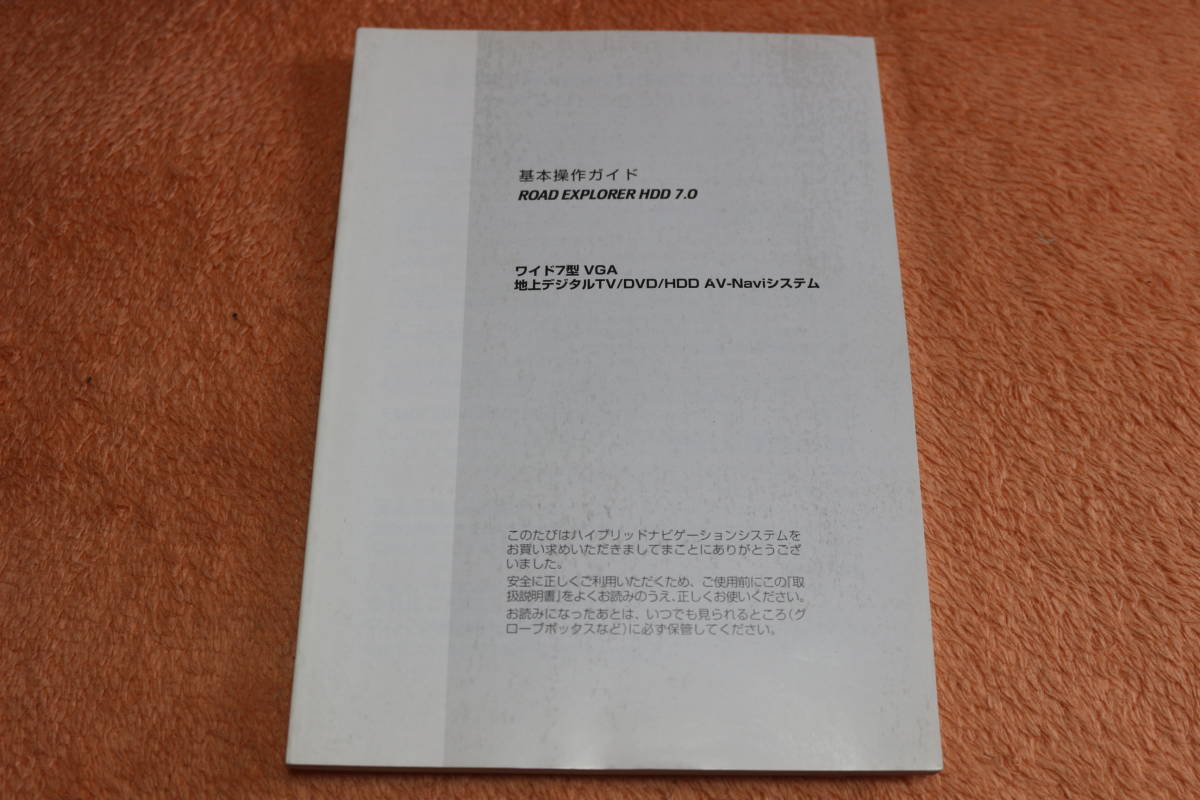 基本操作ガイド
ROAD EXPLORER HDD 7.0
ワイド7型 VGA
地上デジタルTV/DVD/HDD AV-Naviシステム
このたびはハイブリッドナビゲーションシステムを
お買い求めいただきましてまことにありがとうござ
いました。
安全に正しくご利用いただくため、ご使用前にこの「取
扱説明書」をよくお読みのうえ、正しくお使いください。
お読みになったあとは、いつでも見られるところ(グ
ローブボックスなど)に必ず保管してください。